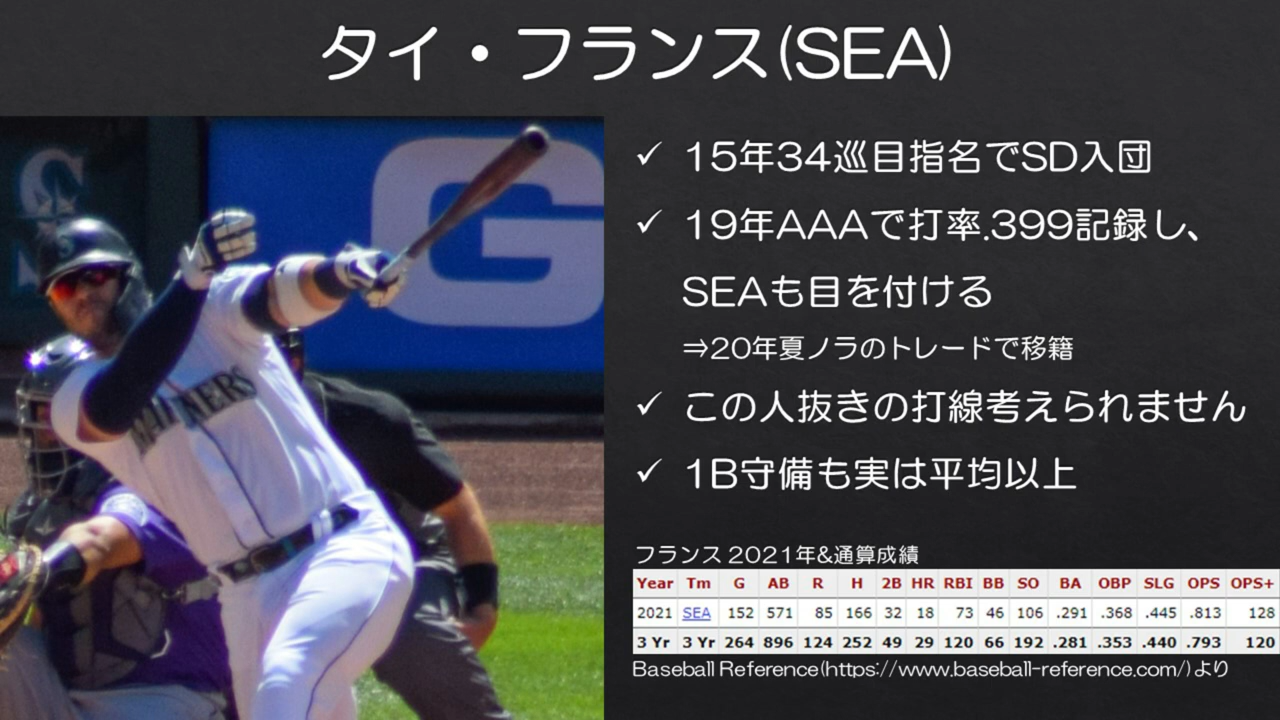 タイ・フランス(SEA)
✓ 15年34巡目指名でSD入団
✓ 19年AAAで打率.399記録し、
SEAも目を付ける
⇒20年夏ノラのトレードで移籍
✓ この人抜きの打線考えられません
✓ 1B守備も実は平均以上
フランス 2021年&通算成績
Year Tm G AB R H 2B HR RBI BB SO BA OBP SLG OPS OPS+
2021 SEA 152 571 85 166 32 18 73 46 106 .291 .368 .445 .813 128
3 Yr 3 Yr 264 896 124 252 49 29 120 66 192 .281 .353 .440 .793 120
Baseball Reference(https://www.baseball-reference.com/)より
S
G